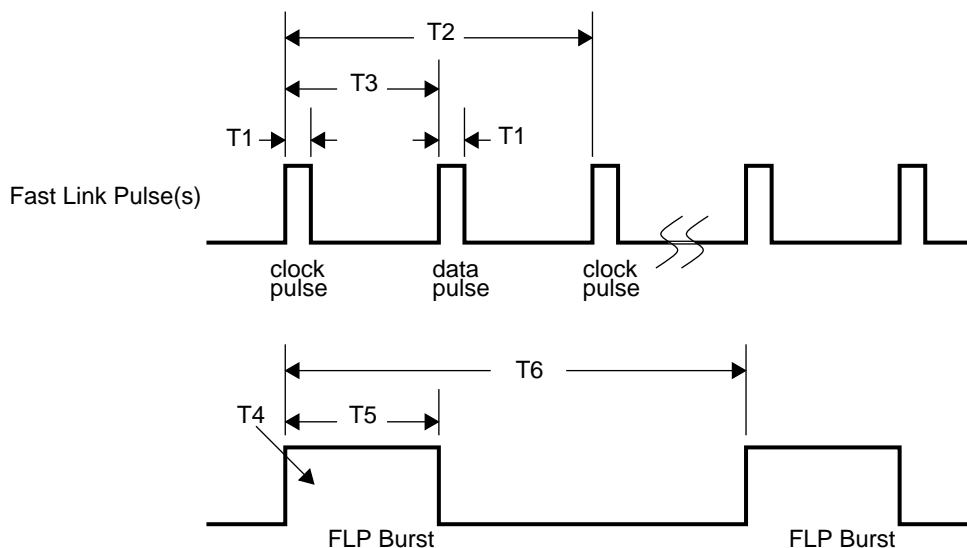 T2
T3
T1
T1
Fast Link Pulse(s)
clock
pulse
data
pulse
clock
pulse
T6
T4
T5
FLP Burst
FLP Burst